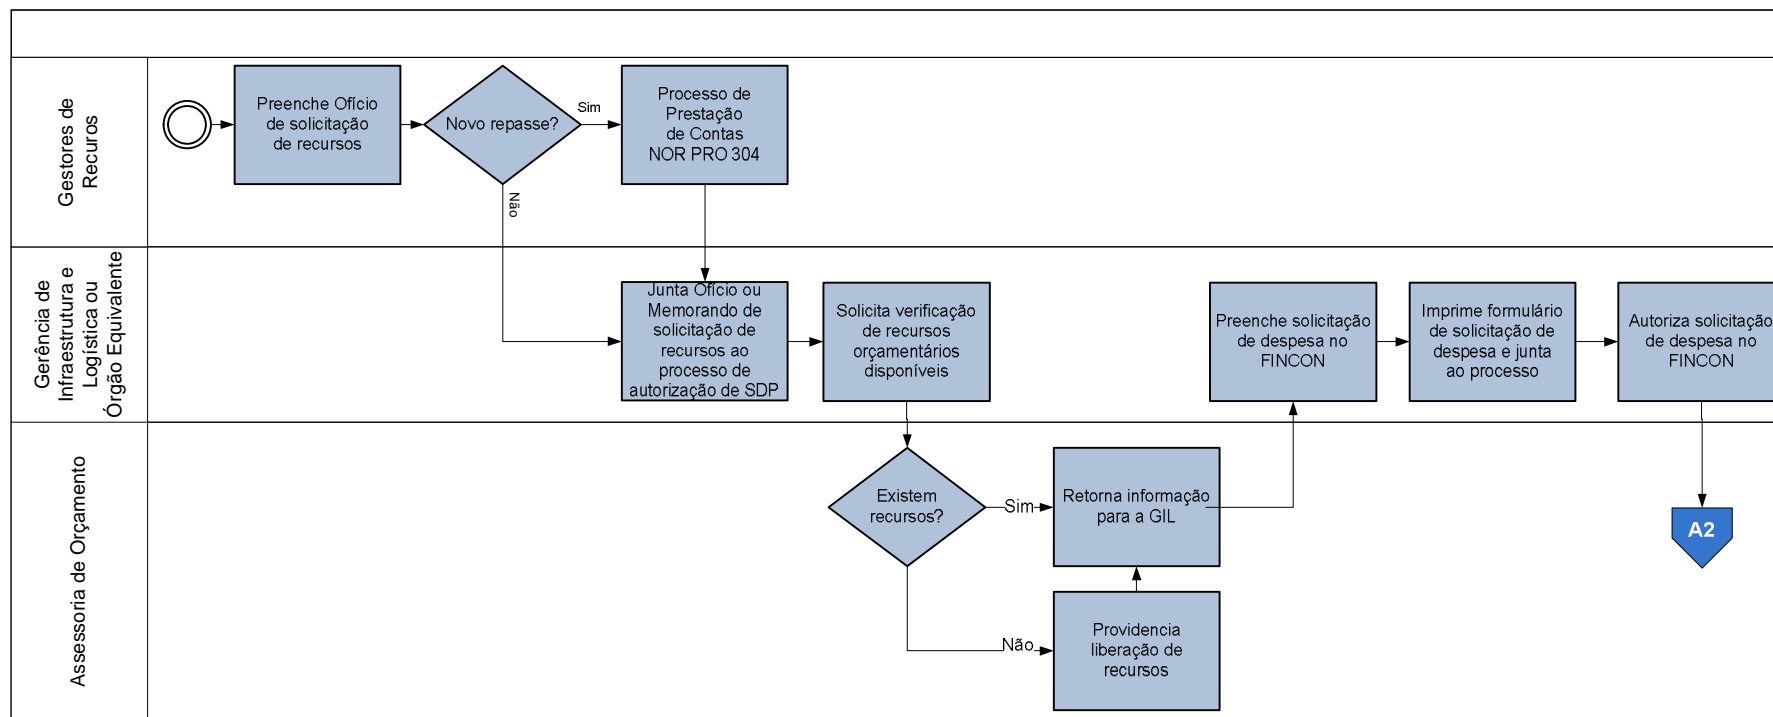 Gestores de
Recuros
Preenche Ofício
de solicitação
de recursos
Novo repasse?
Sim
Não
Processo de
Prestação
de Contas
NOR PRO 304
Gerência de
Infraestrutura e
Logística ou
Órgão Equivalente
Junta Ofício ou
Memorando de
solicitação de
recursos ao
processo de
autorização de SDP
Solicita verificação
de recursos
orçamentários
disponíveis
Preenche solicitação
de despesa no
FINCON
Imprime formulário
de solicitação de
despesa e junta
ao processo
Autoriza solicitação
de despesa no
FINCON
Assessoria de Orçamento
Existem
recursos?
Sim
Não
Retorna informação
para a GIL
Providencia
liberação de
recursos
A2